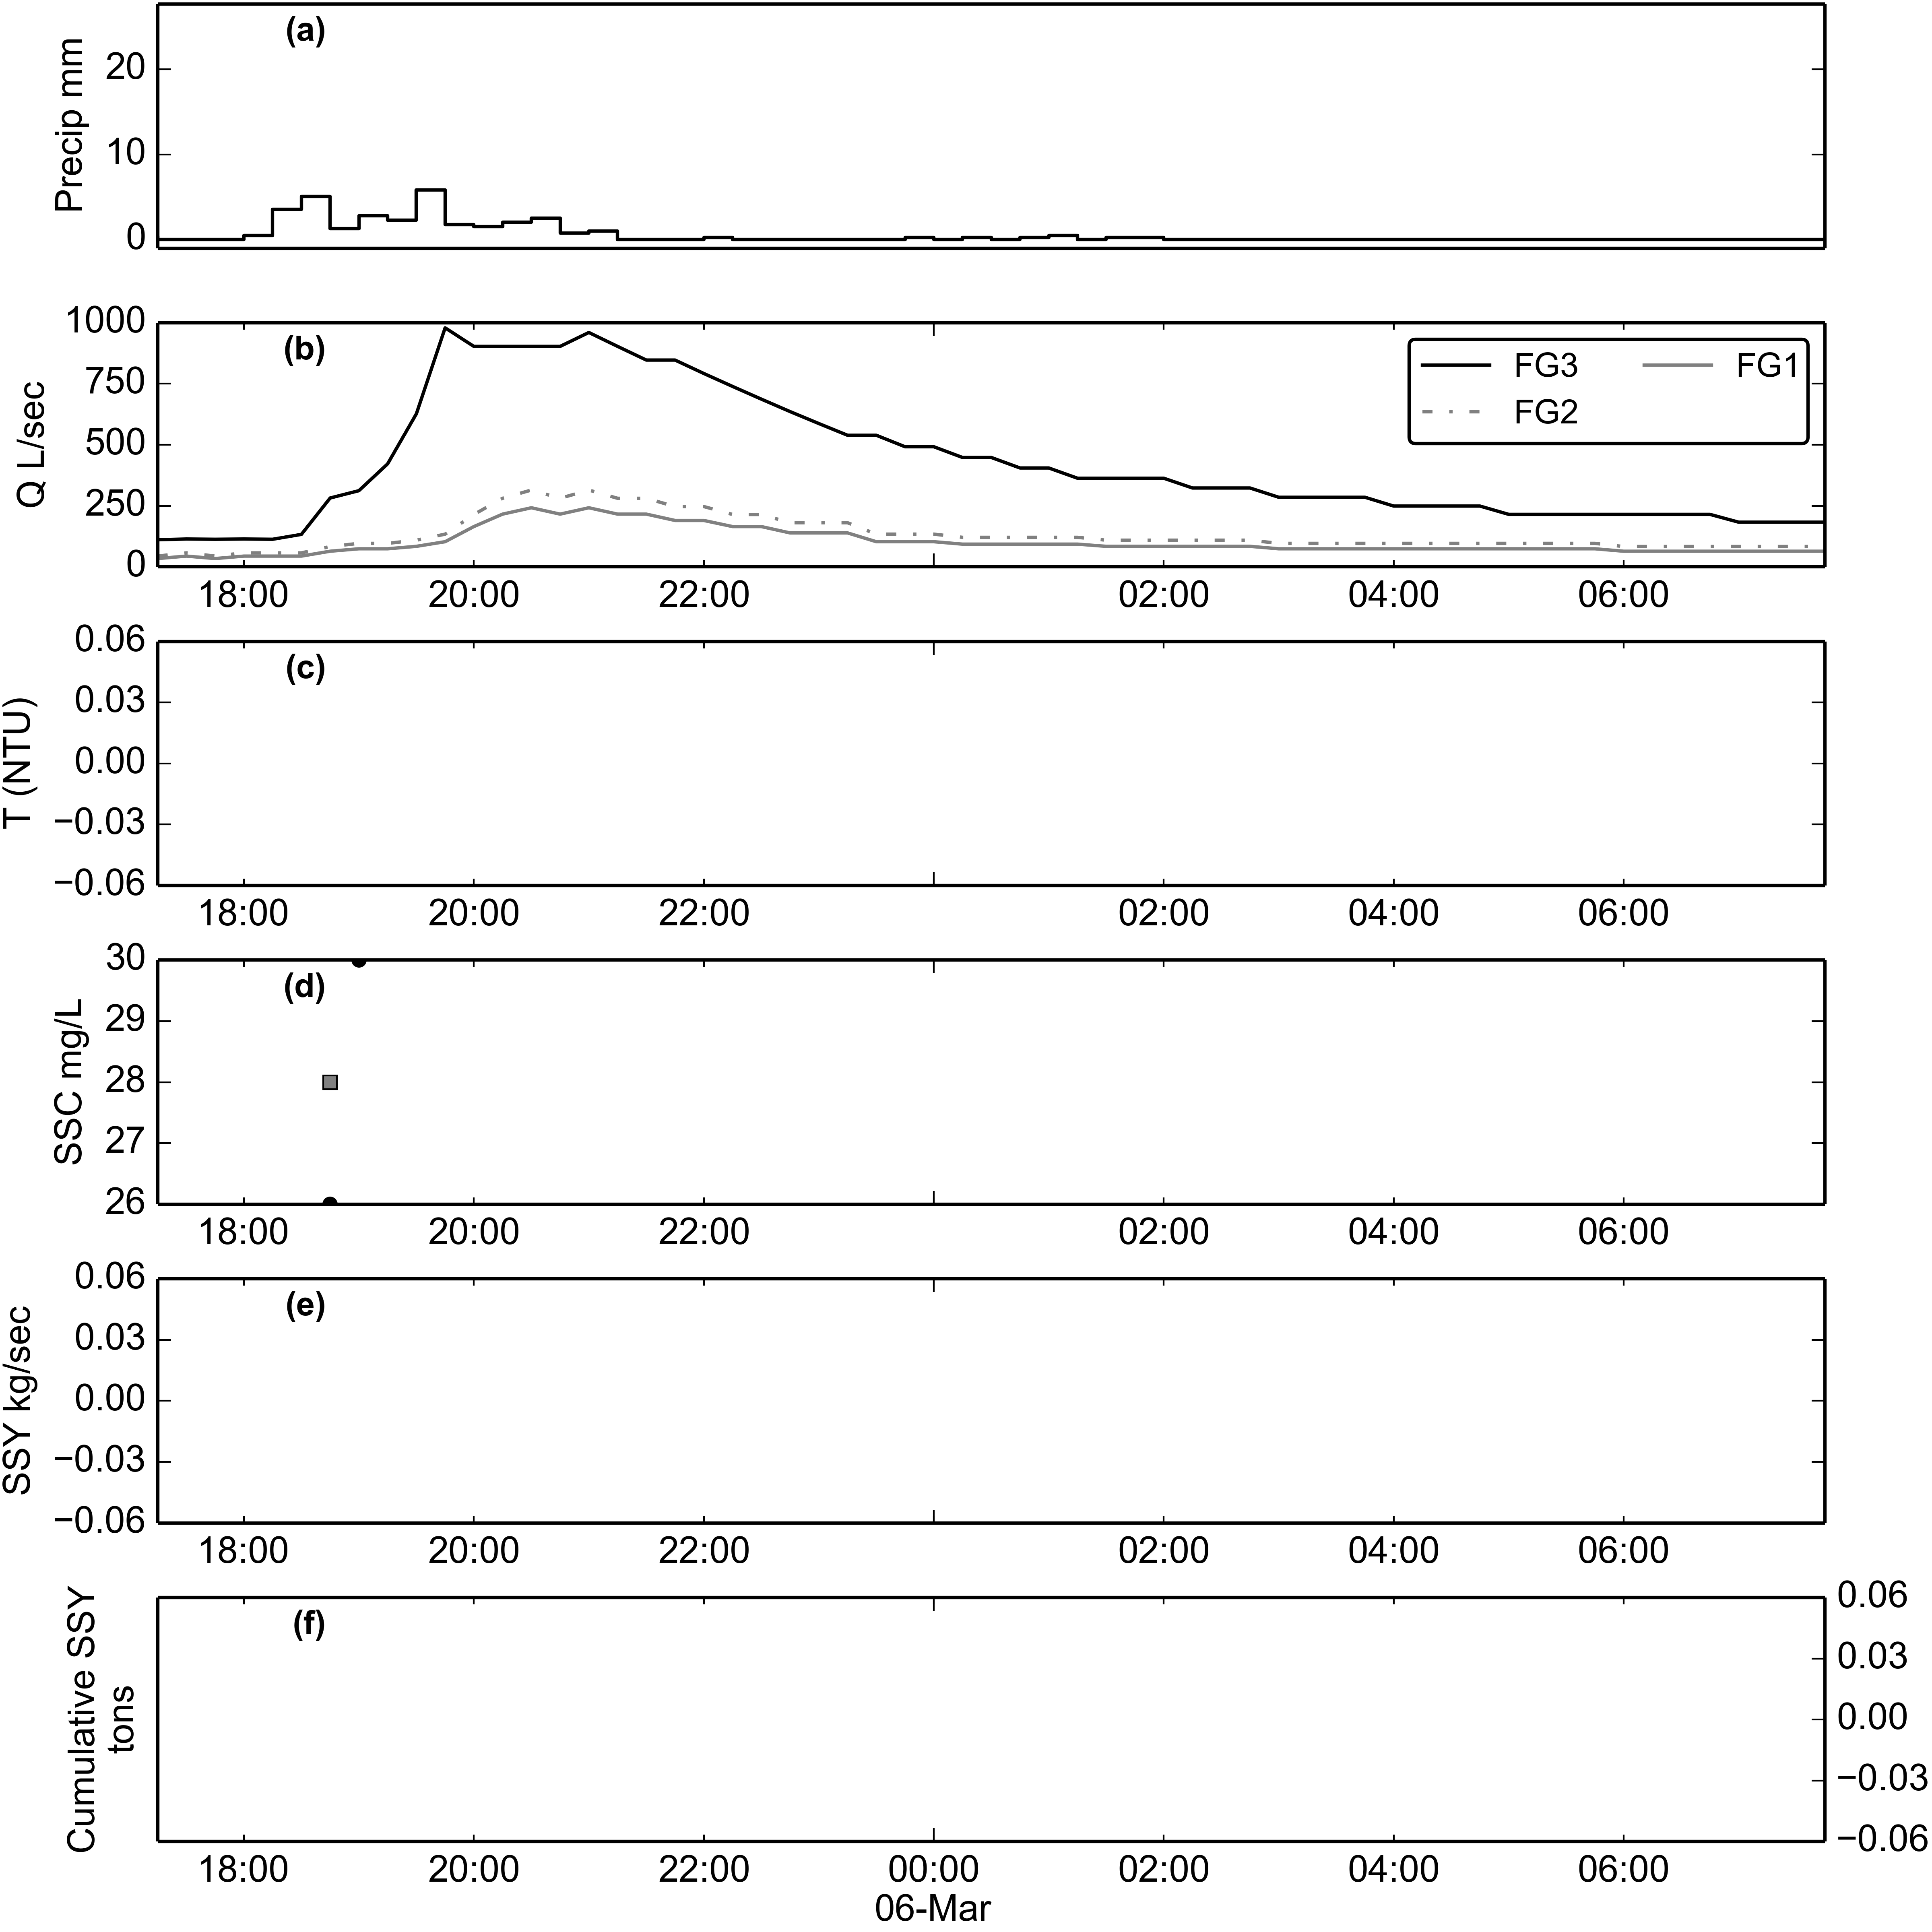 (a)
Precip mm
20
10
0
(b)
Q L/sec
1000
750
500
250
0
FG3 FG1
FG2
18:00 20:00 22:00 02:00 04:00 06:00
(c)
T (NTU)
0.06
0.03
0.00
−0.03
−0.06
18:00 20:00 22:00 02:00 04:00 06:00
(d)
SSC mg/L
30
29
28
27
26
18:00 20:00 22:00 02:00 04:00 06:00
(e)
SSY kg/sec
0.06
0.03
0.00
−0.03
−0.06
18:00 20:00 22:00 02:00 04:00 06:00
(f)
Cumulative SSY
tons
0.06
0.03
0.00
−0.03
−0.06
18:00 20:00 22:00 00:00 02:00 04:00 06:00
06-Mar